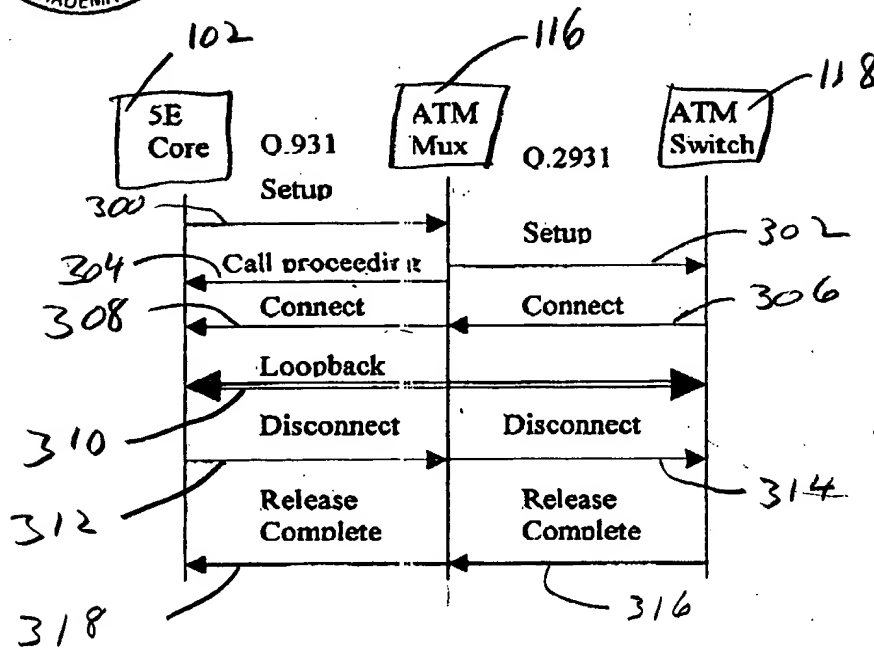 102
116
118
5E
Core
Q.931
ATM
Mux
Q.2931
ATM
Switch
Setup
300
Setup
302
304
Call proceeding
308
Connect
Connect
306
Loopback
310
Disconnect
Disconnect
312
314
Release
Complete
Release
Complete
318
316